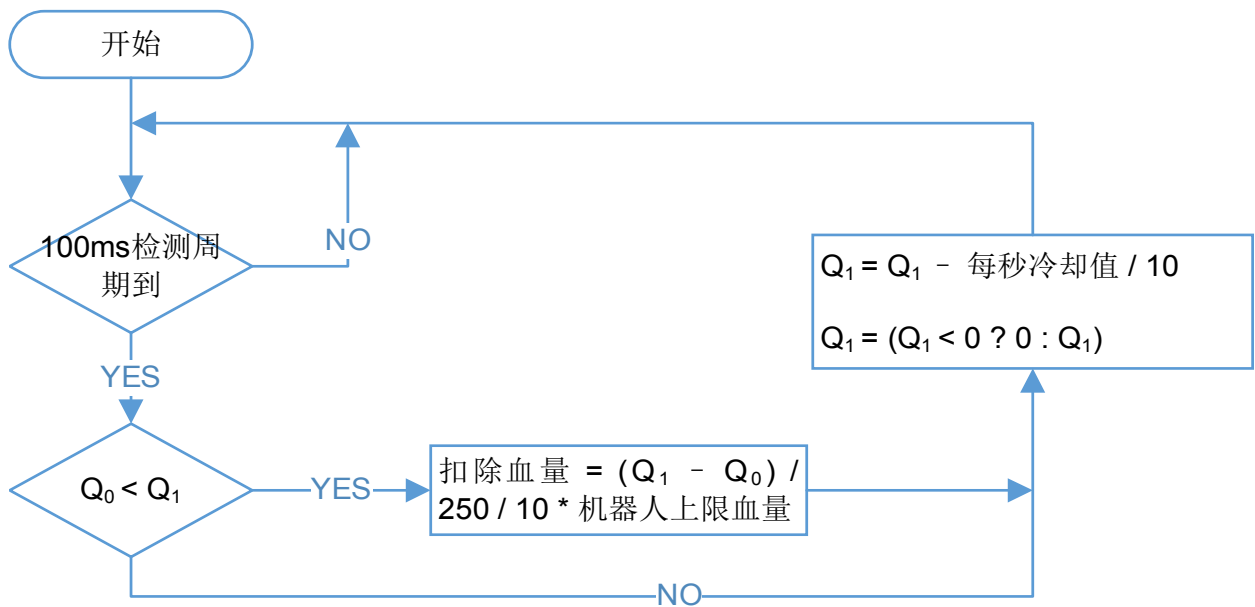 开始
100ms检测周
期到
NO
YES
Q₀ < Q₁
YES
扣除血量 = (Q₁ – Q₀) /
250 / 10 * 机器人上限血量
Q₁ = Q₁ – 每秒冷却值 / 10
Q₁ = (Q₁ < 0 ? 0 : Q₁)
NO